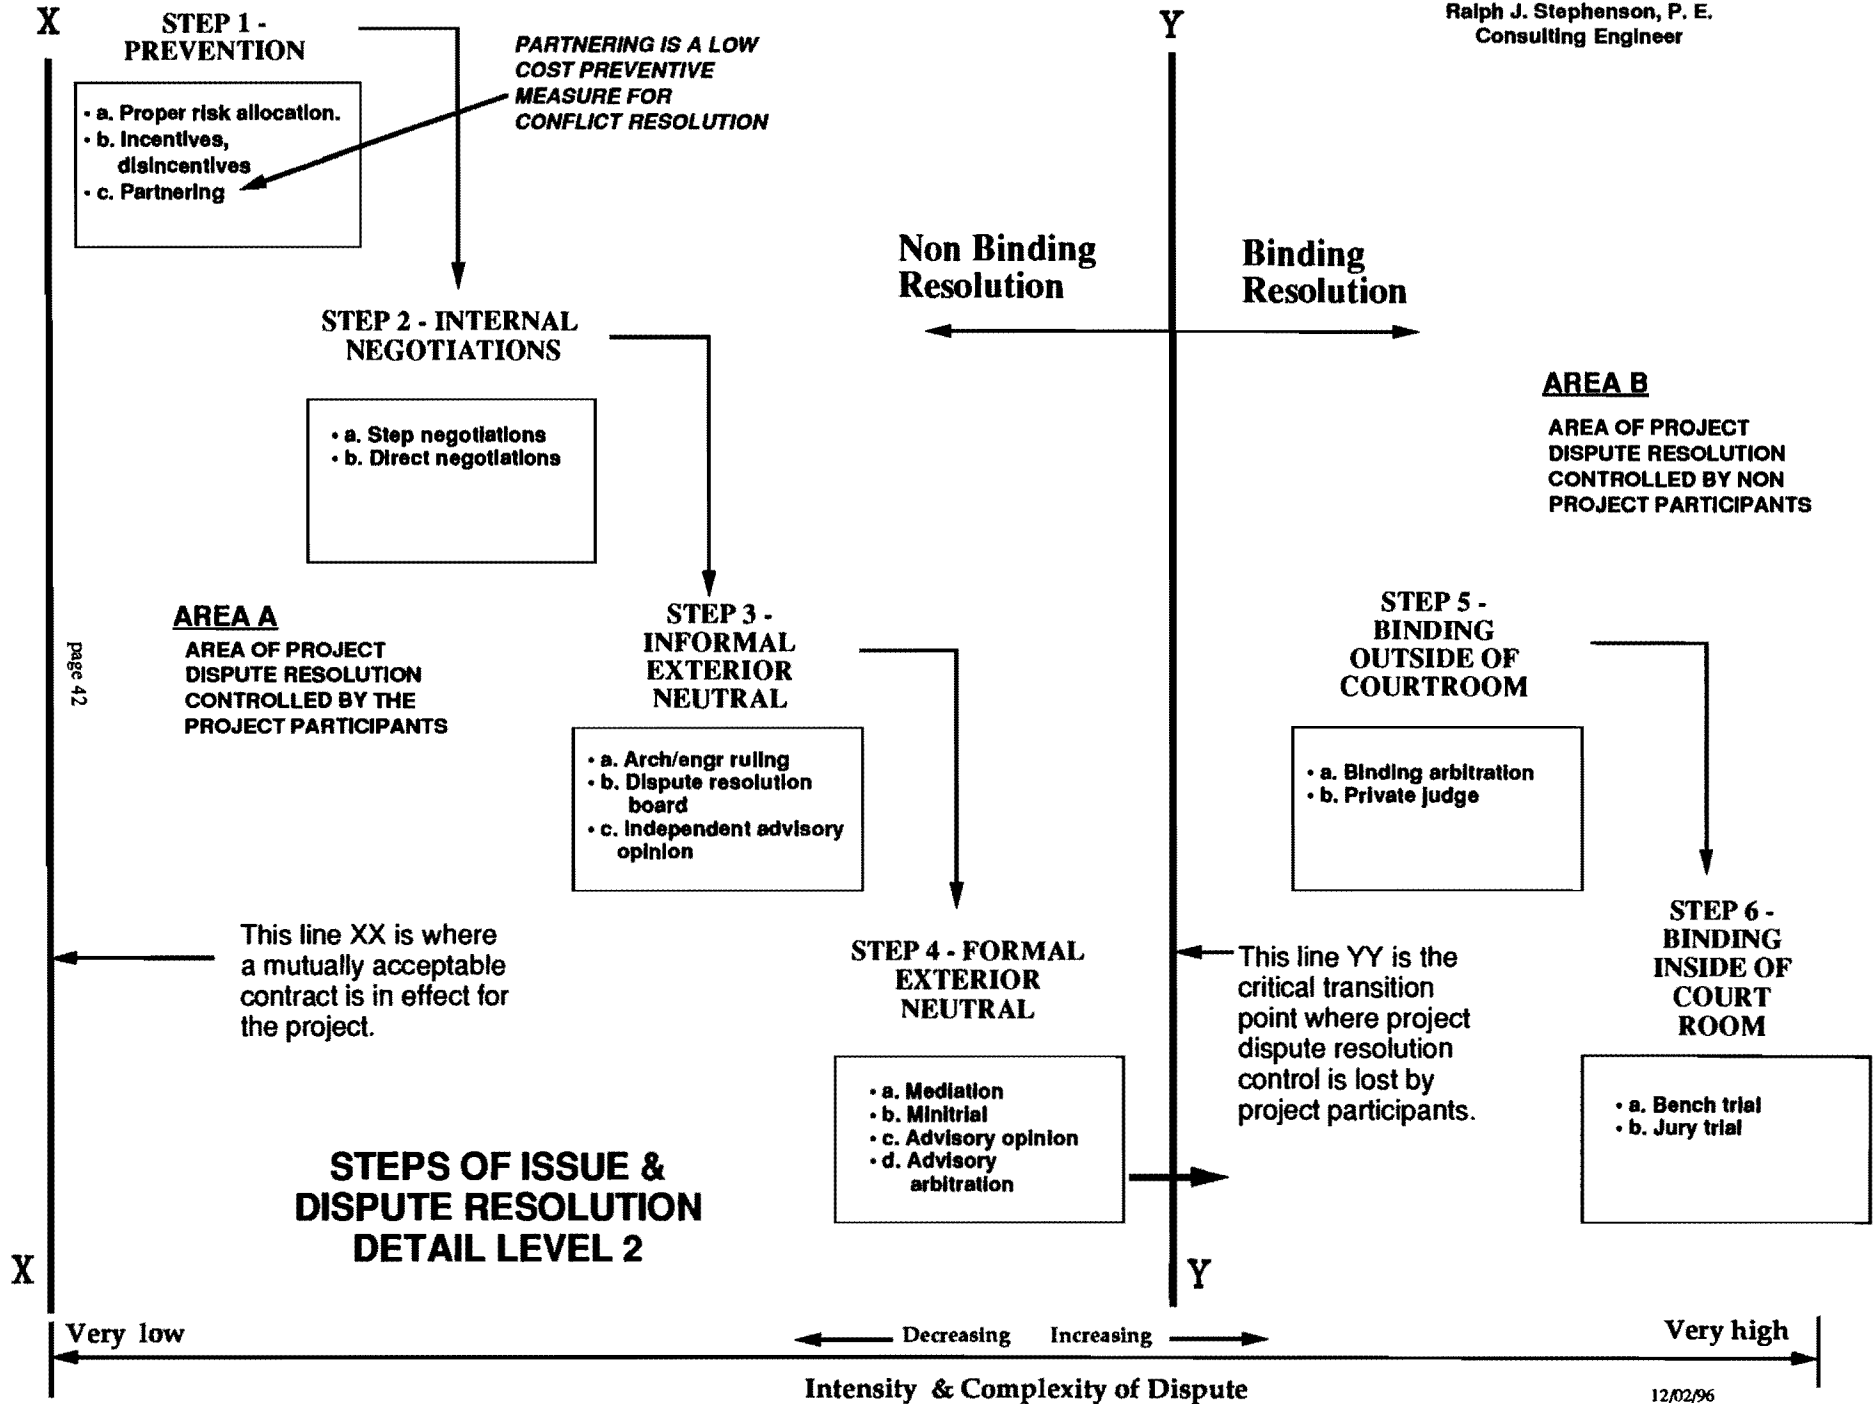 X
STEP 1 -
PREVENTION
• a. Proper risk allocation.
• b. Incentives,
disincentives
• c. Partnering
PARTNERING IS A LOW
COST PREVENTIVE
MEASURE FOR
CONFLICT RESOLUTION
Y
Ralph J. Stephenson, P. E.
Consulting Engineer
Non Binding
Resolution
Binding
Resolution
STEP 2 - INTERNAL
NEGOTIATIONS
• a. Step negotiations
• b. Direct negotiations
AREA B
AREA OF PROJECT
DISPUTE RESOLUTION
CONTROLLED BY NON
PROJECT PARTICIPANTS
AREA A
AREA OF PROJECT
DISPUTE RESOLUTION
CONTROLLED BY THE
PROJECT PARTICIPANTS
page 42
STEP 3 -
INFORMAL
EXTERIOR
NEUTRAL
• a. Arch/engr ruling
• b. Dispute resolution
board
• c. Independent advisory
opinion
STEP 5 -
BINDING
OUTSIDE OF
COURTROOM
• a. Binding arbitration
• b. Private judge
This line XX is where
a mutually acceptable
contract is in effect for
the project.
STEP 4 - FORMAL
EXTERIOR
NEUTRAL
• a. Mediation
• b. Minitrial
• c. Advisory opinion
• d. Advisory
arbitration
This line YY is the
critical transition
point where project
dispute resolution
control is lost by
project participants.
STEP 6 -
BINDING
INSIDE OF
COURT
ROOM
• a. Bench trial
• b. Jury trial
STEPS OF ISSUE &
DISPUTE RESOLUTION
DETAIL LEVEL 2
X
Y
Very low
Decreasing Increasing
Very high
Intensity & Complexity of Dispute
12/02/96